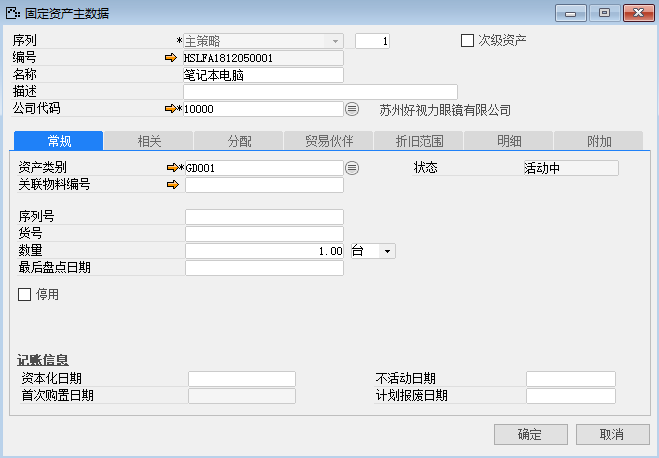 固定资产主数据
序列 *主策略 1 次级资产
编号 HSLFA1812050001
名称 笔记本电脑
描述
公司代码 *10000 苏州好视力眼镜有限公司
常规 相关 分配 贸易伙伴 折旧范围 明细 附加
资产类别 *GD001 状态 活动中
关联物料编号
序列号
货号
数量 1.00 台
最后盘点日期
停用
记账信息
资本化日期 不活动日期
首次购置日期 计划报废日期
确定 取消